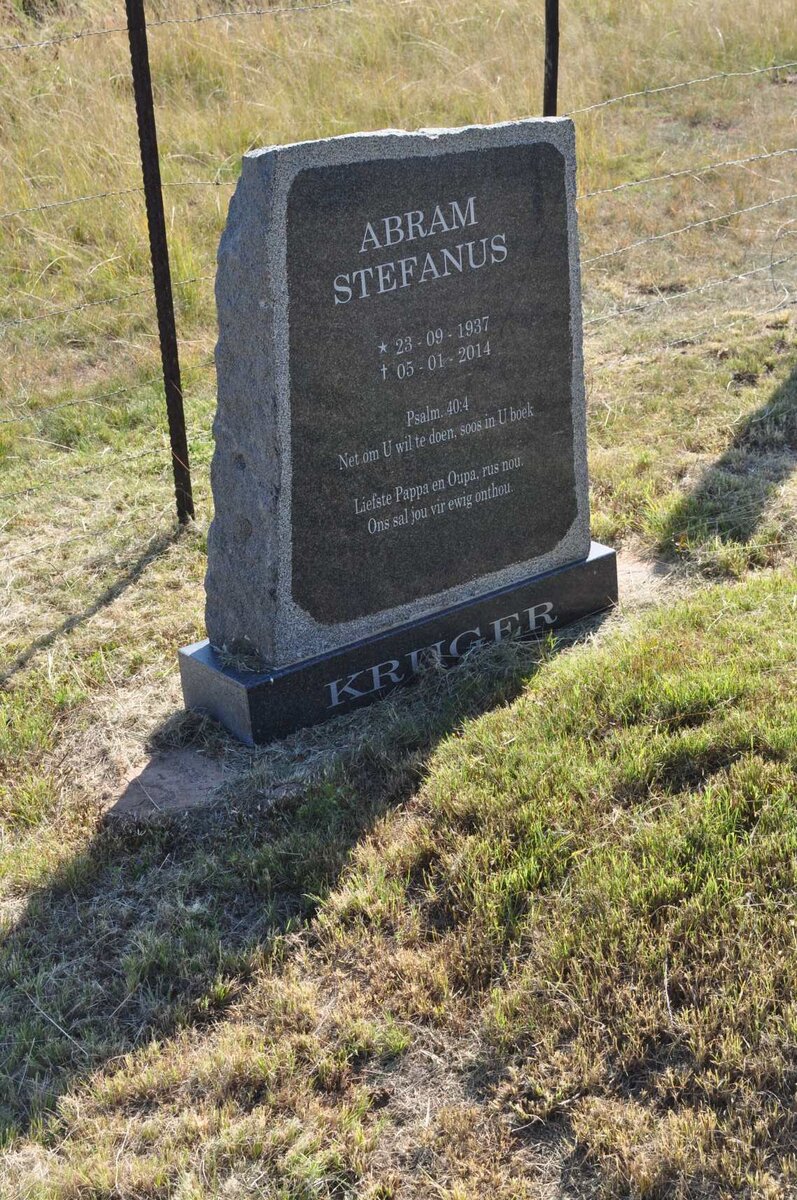 ABRAM
STEFANUS
★ 23 - 09 - 1937
† 05 - 01 - 2014
Psalm. 40:4
Net om U wil te doen, soos in U boek
Liefste Pappa en Oupa, rus nou.
Ons sal jou vir ewig onthou.
KRUGER